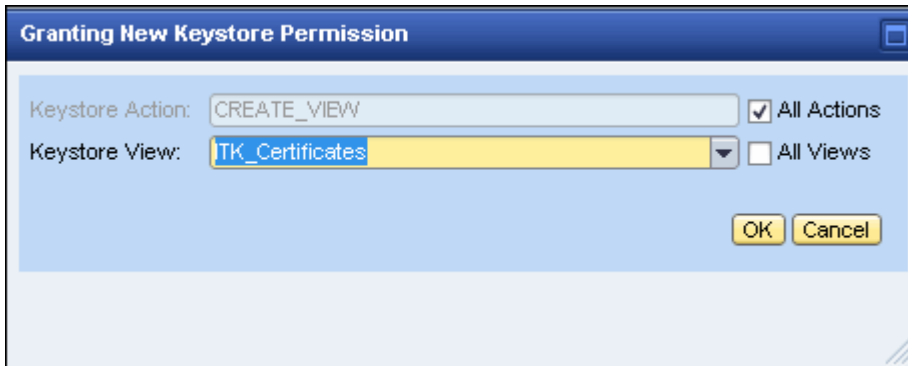 Granting New Keystore Permission
Keystore Action: CREATE_VIEW All Actions
Keystore View: ITK_Certificates All Views
OK Cancel